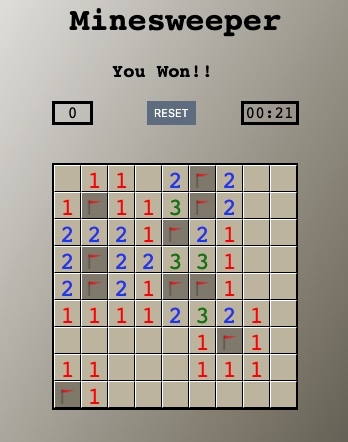 Minesweeper
You Won!!
0 RESET 00:21
1 1 2 2
1 1 1 3 2
2 2 2 1 2 1
2 2 2 3 3 1
2 2 1 1
1 1 1 1 2 3 2 1
1 1
1 1 1 1 1
1